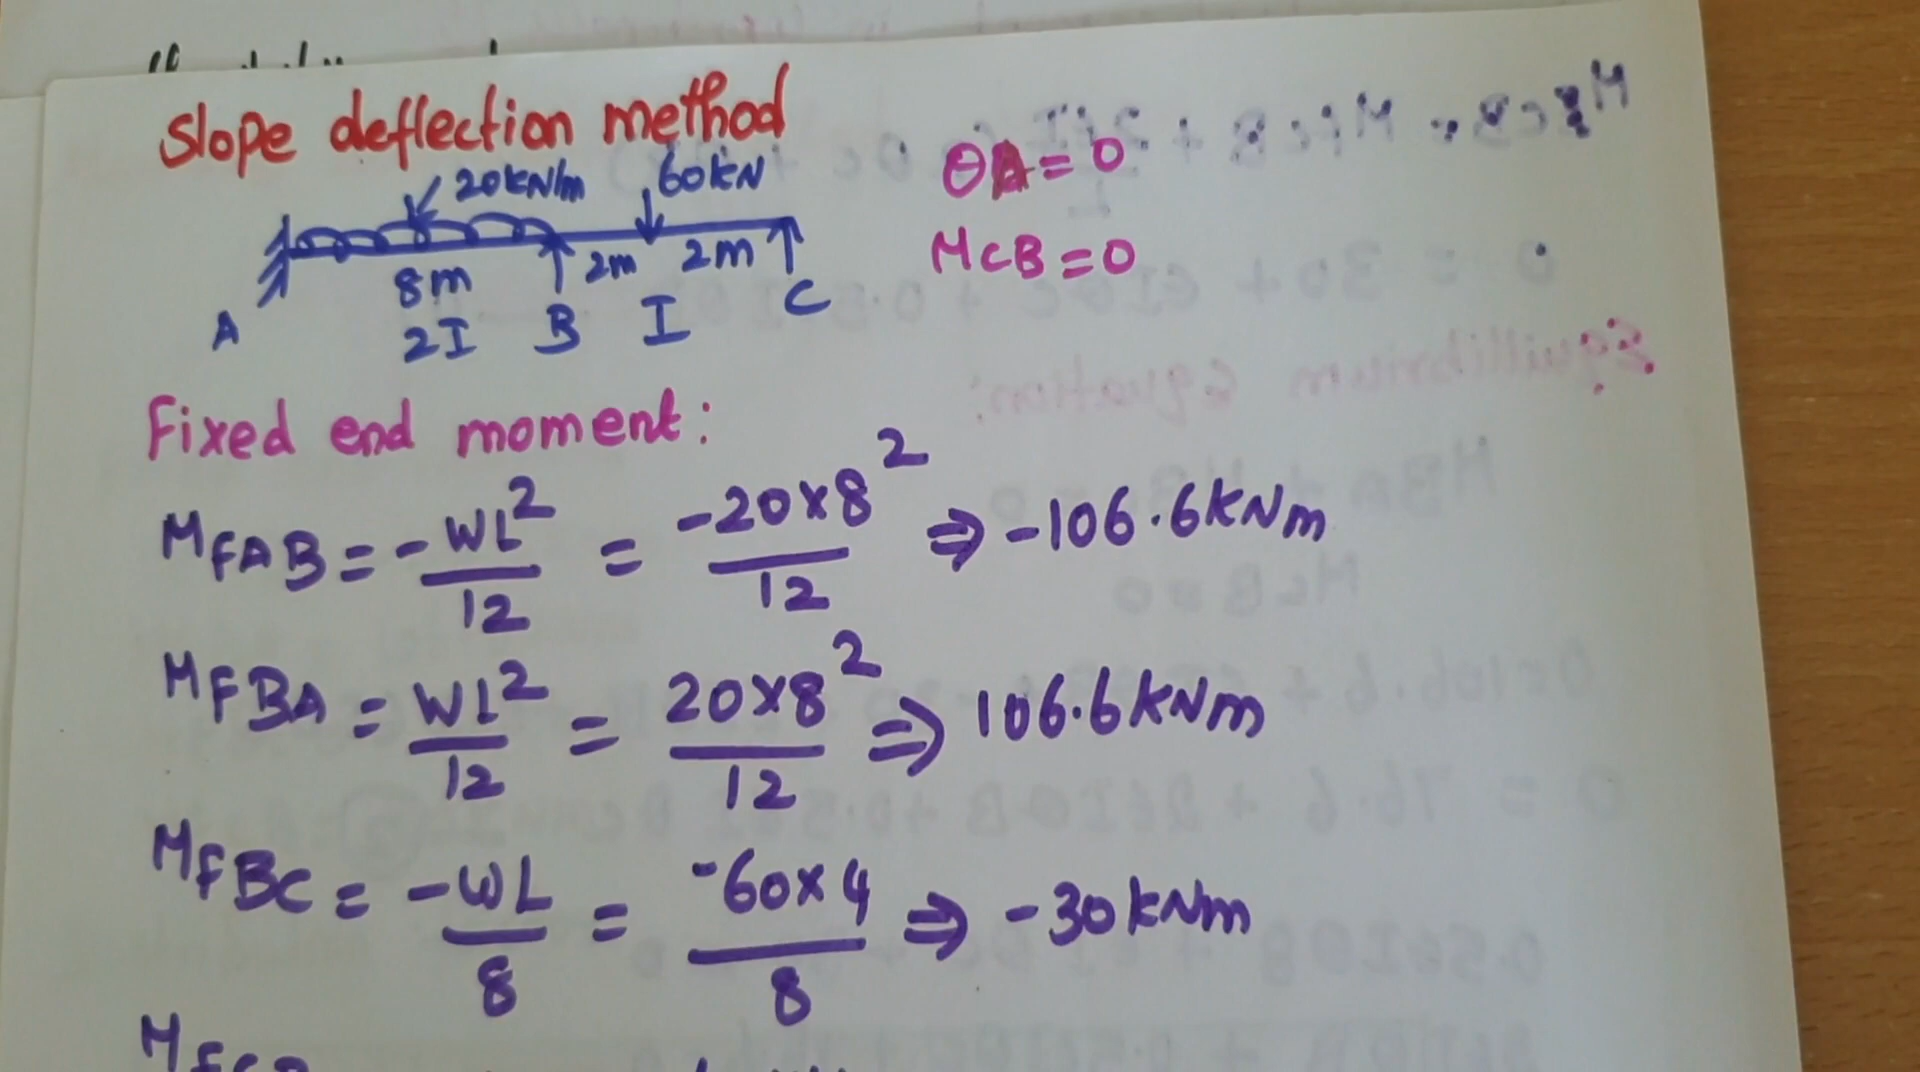 Slope deflection method
20kN/m 60kN
8m 2m 2m
A 2I B I C
θA = 0
MCB = 0
Fixed end moment:
MFAB = -WL²/12 = -20×8²/12 ⇒ -106.6kNm
MFBA = WL²/12 = 20×8²/12 ⇒ 106.6kNm
MFBC = -WL/8 = -60×4/8 ⇒ -30kNm